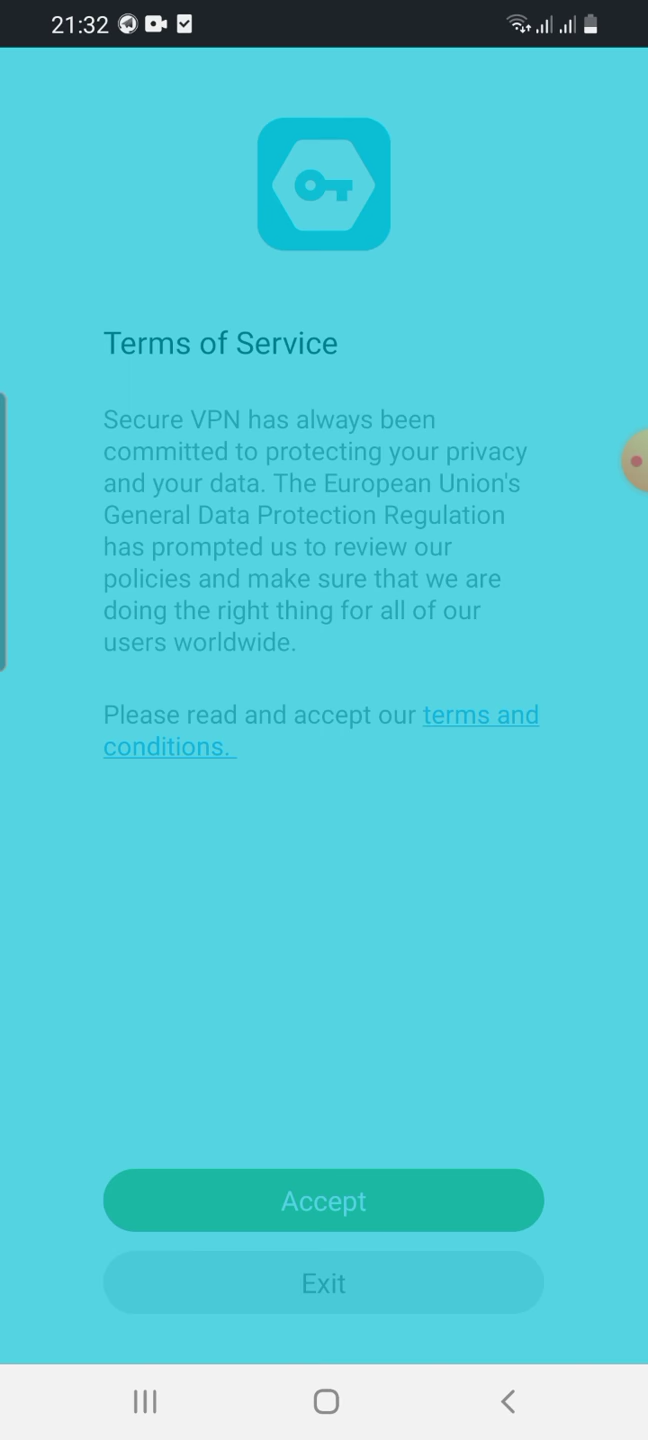 21:32
Terms of Service
Secure VPN has always been
committed to protecting your privacy
and your data. The European Union's
General Data Protection Regulation
has prompted us to review our
policies and make sure that we are
doing the right thing for all of our
users worldwide.
Please read and accept our terms and
conditions.
Accept
Exit